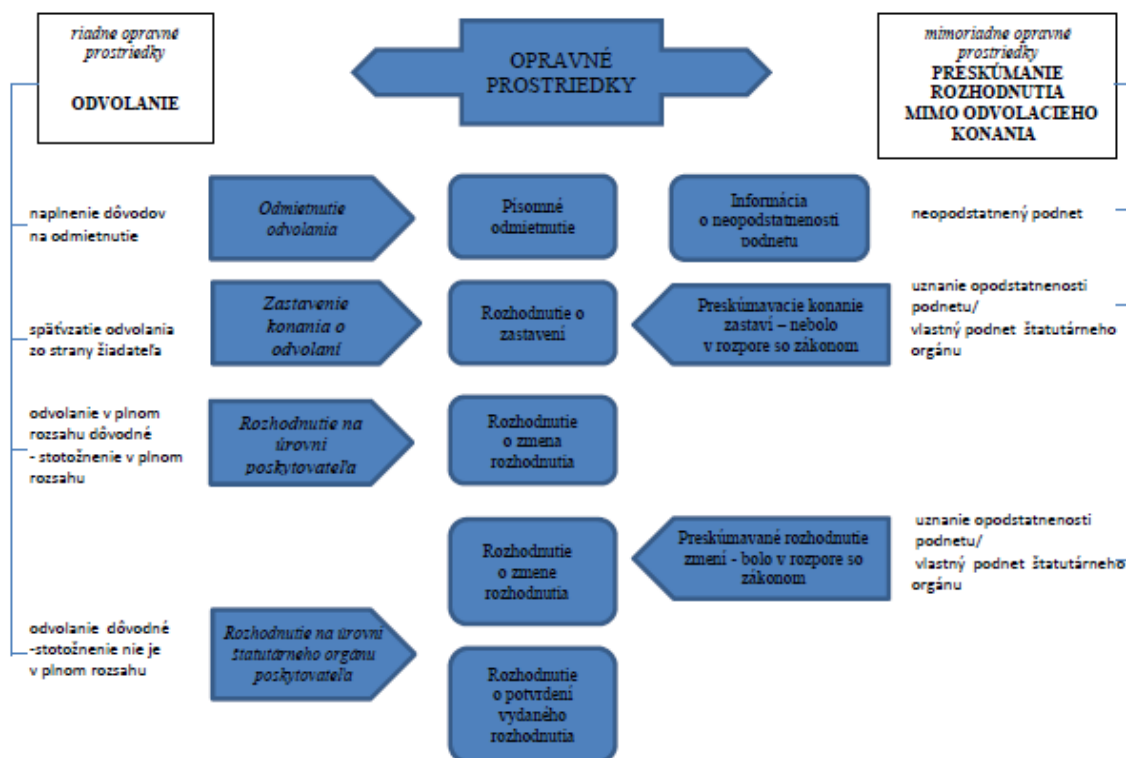 riadne opravné
prostriedky
ODVOLANIE
OPRAVNÉ
PROSTRIEDKY
mimoriadne opravné
prostriedky
PRESKÚMANIE
ROZHODNUTIA
MIMO ODVOLACIEHO
KONANIA
naplnenie dôvodov
na odmietnutie
Odmietnutie
odvolania
Písomné
odmietnutie
Informácia
o neopodstatnenosti
podnetu
neopodstatnený podnet
späťvzatie odvolania
zo strany žiadateľa
Zastavenie
konania o
odvolaní
Rozhodnutie o
zastavení
Preskúmavacie konanie
zastaví – nebolo
v rozpore so zákonom
uznanie opodstatnenosti
podnetu/
vlastný podnet štatutárneho
orgánu
odvolanie v plnom
rozsahu dôvodné
- stotožnenie v plnom
rozsahu
Rozhodnutie na
úrovni
poskytovateľa
Rozhodnutie
o zmena
rozhodnutia
Rozhodnutie
o zmene
rozhodnutia
Preskúmavané rozhodnutie
zmení - bolo v rozpore so
zákonom
uznanie opodstatnenosti
podnetu/
vlastný podnet štatutárneho
orgánu
odvolanie dôvodné
-stotožnenie nie je
v plnom rozsahu
Rozhodnutie na úrovni
štatutárneho orgánu
poskytovateľa
Rozhodnutie
o potvrdení
vydaného
rozhodnutia